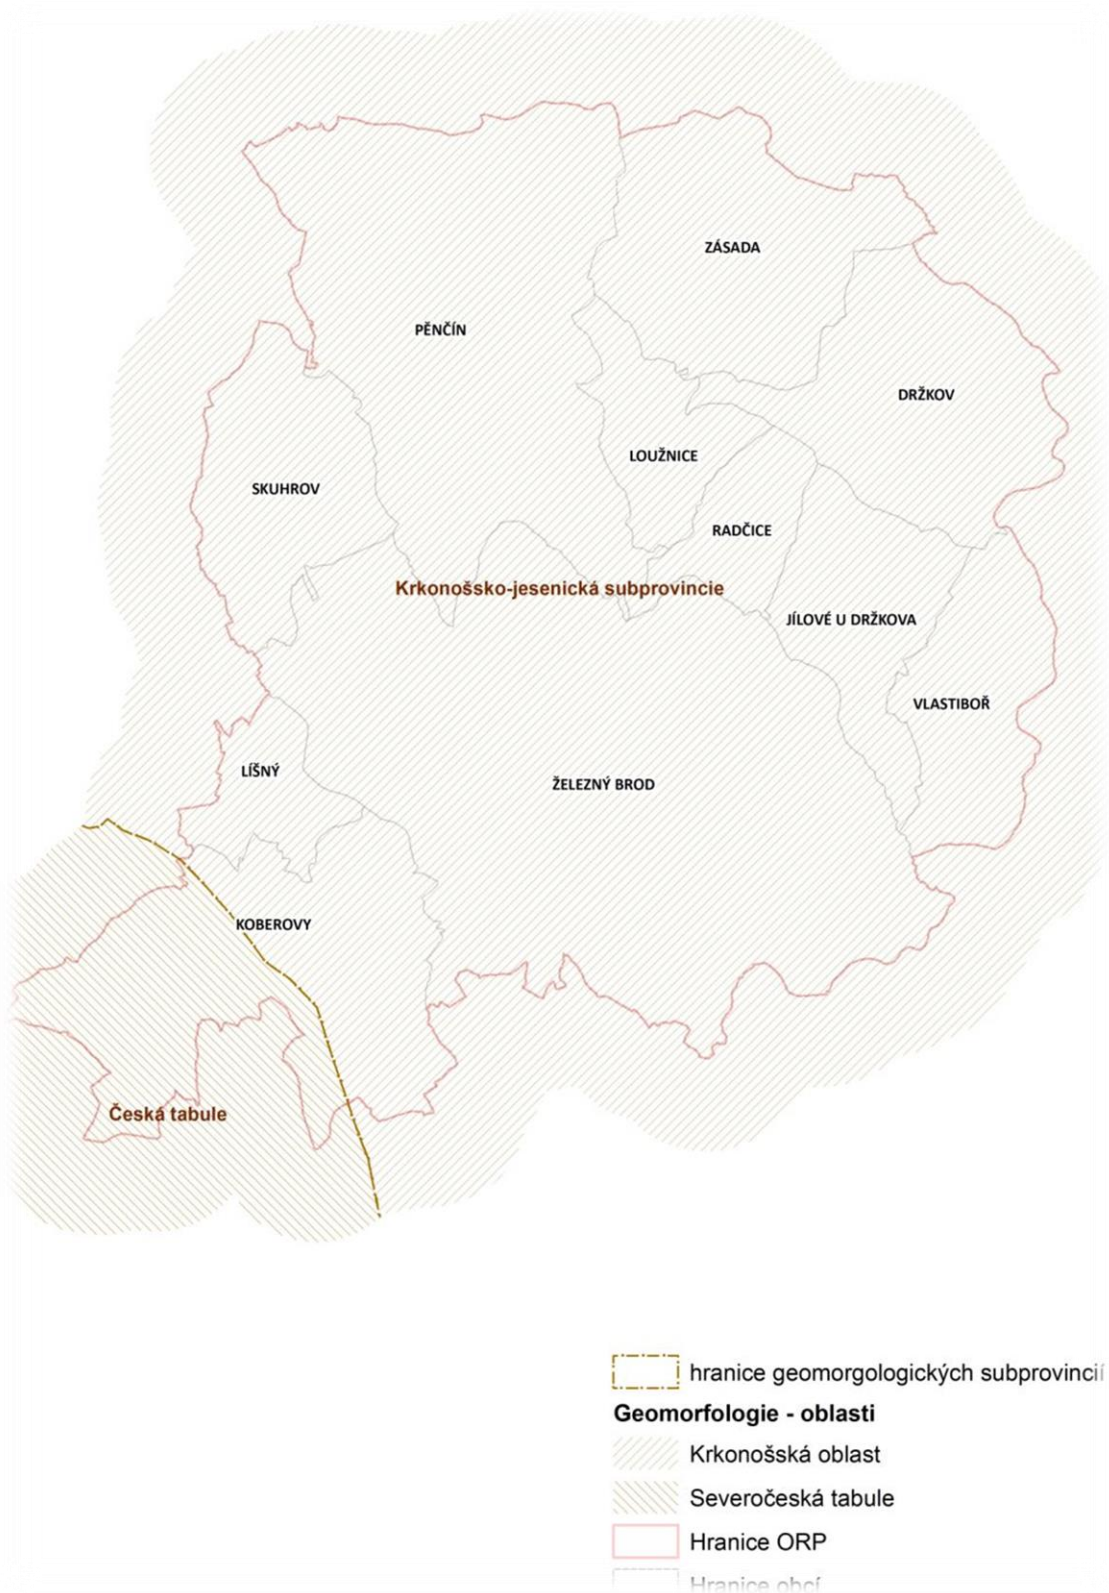 ZÁSADA
PĚNČÍN
DRŽKOV
LOUŽNICE
SKUHROV
RADČICE
Krkonošsko-jesenická subprovincie
JÍLOVÉ U DRŽKOVA
VLASTIBOŘ
LÍŠNÝ
ŽELEZNÝ BROD
KOBEROVY
Česká tabule
hranice geomorgologických subprovincií
Geomorfologie - oblasti
Krkonošská oblast
Severočeská tabule
Hranice ORP
Hranice obcí